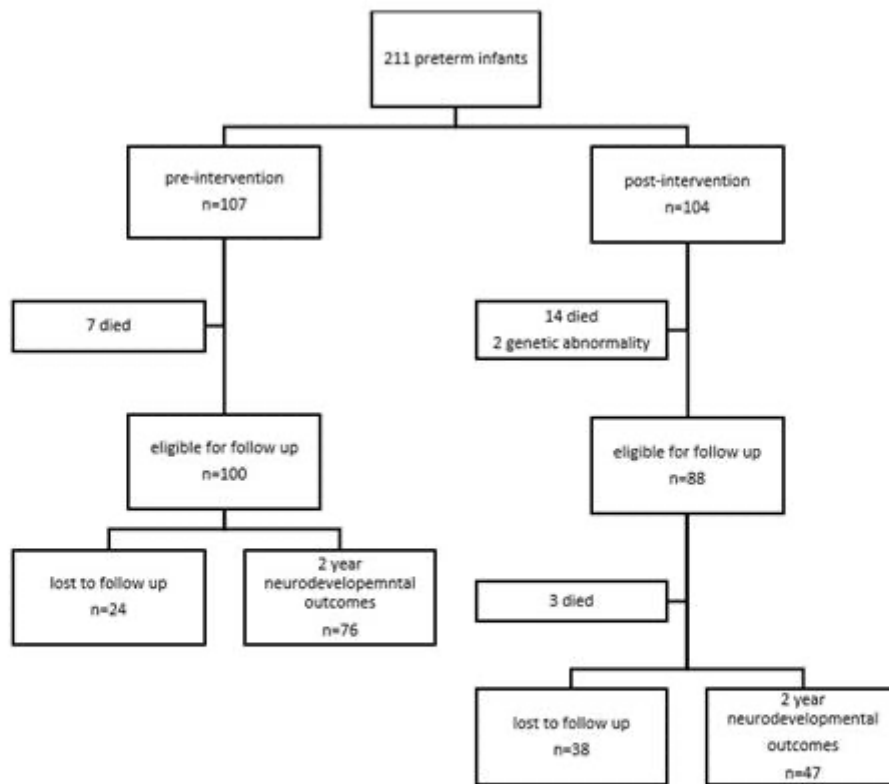 211 preterm infants
pre-intervention
n=107
post-intervention
n=104
7 died
14 died
2 genetic abnormality
eligible for follow up
n=100
eligible for follow up
n=88
lost to follow up
n=24
2 year
neurodevelopemntal
outcomes
n=76
3 died
lost to follow up
n=38
2 year
neurodevelopmental
outcomes
n=47